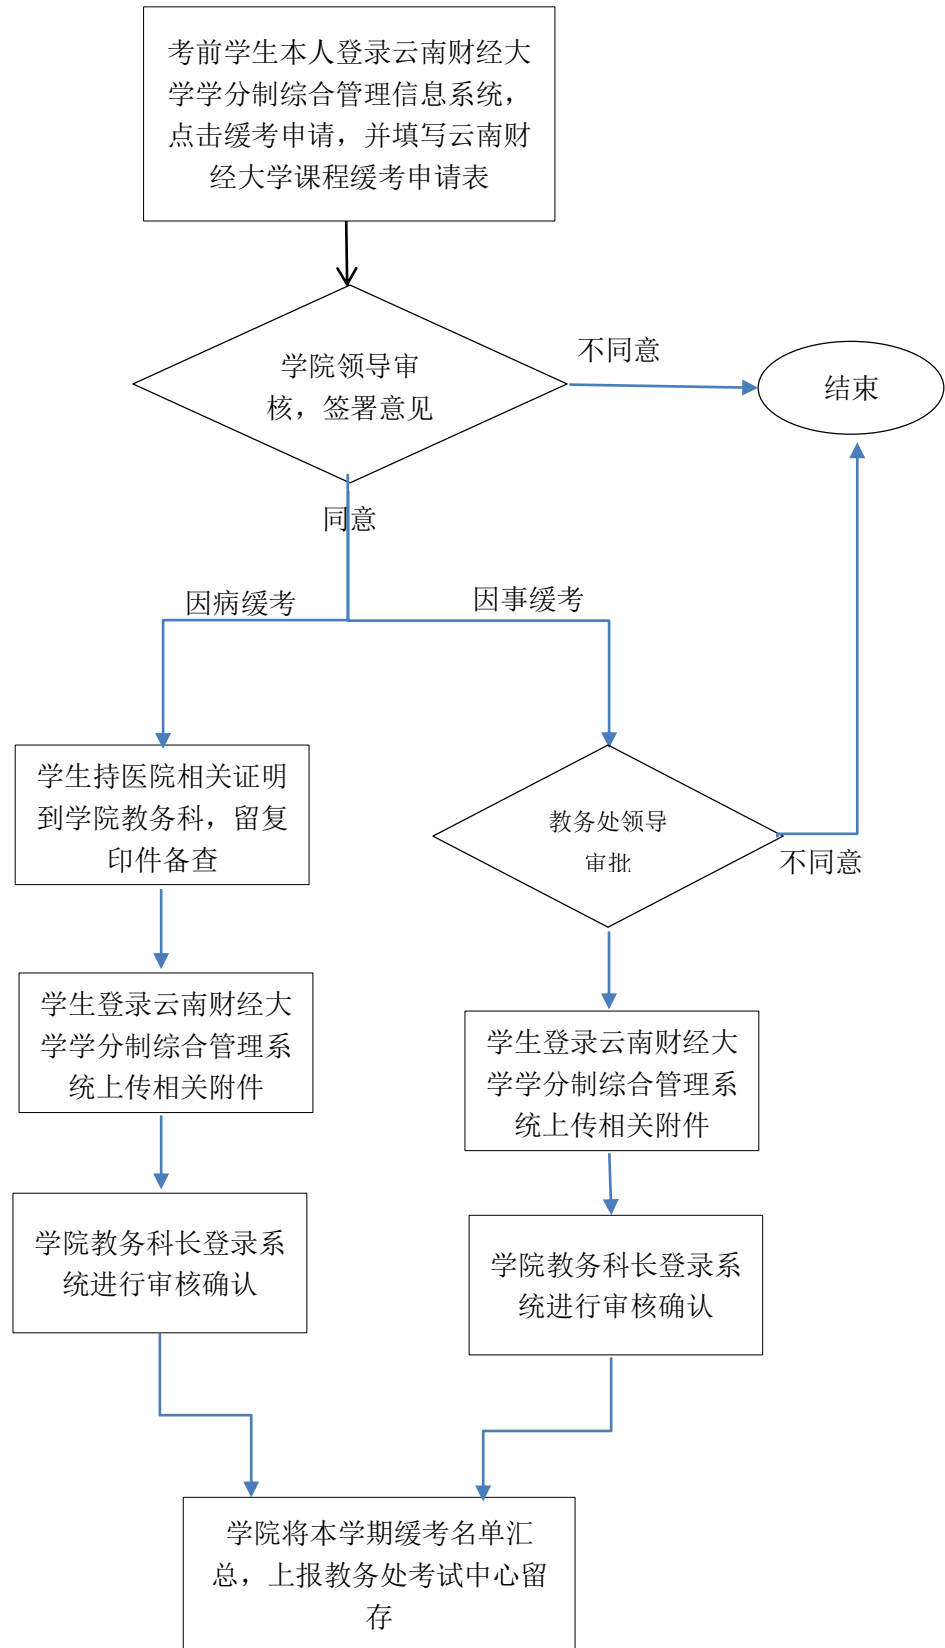 考前学生本人登录云南财经大
学学分制综合管理信息系统，
点击缓考申请，并填写云南财
经大学课程缓考申请表
学院领导审
核，签署意见
不同意
结束
同意
因病缓考
因事缓考
学生持医院相关证明
到学院教务科，留复
印件备查
教务处领导
审批
不同意
学生登录云南财经大
学学分制综合管理系
统上传相关附件
学生登录云南财经大
学学分制综合管理系
统上传相关附件
学院教务科长登录系
统进行审核确认
学院教务科长登录系
统进行审核确认
学院将本学期缓考名单汇
总，上报教务处考试中心留
存